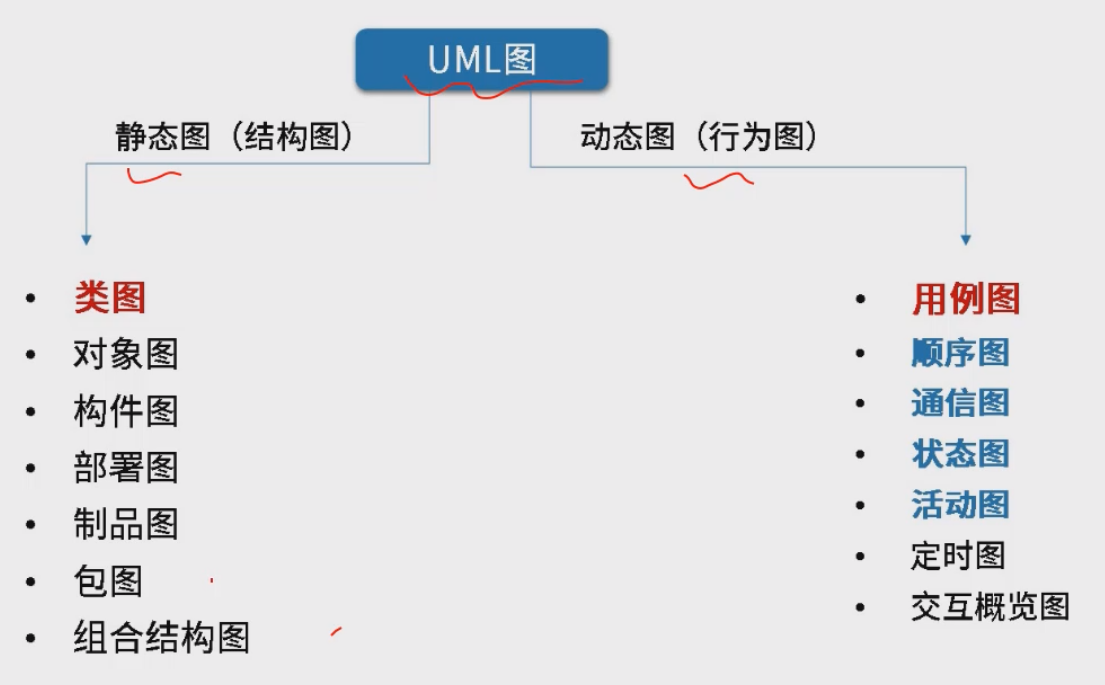 UML图
静态图（结构图）
动态图（行为图）
• 类图
• 对象图
• 构件图
• 部署图
• 制品图
• 包图
• 组合结构图
• 用例图
• 顺序图
• 通信图
• 状态图
• 活动图
• 定时图
• 交互概览图